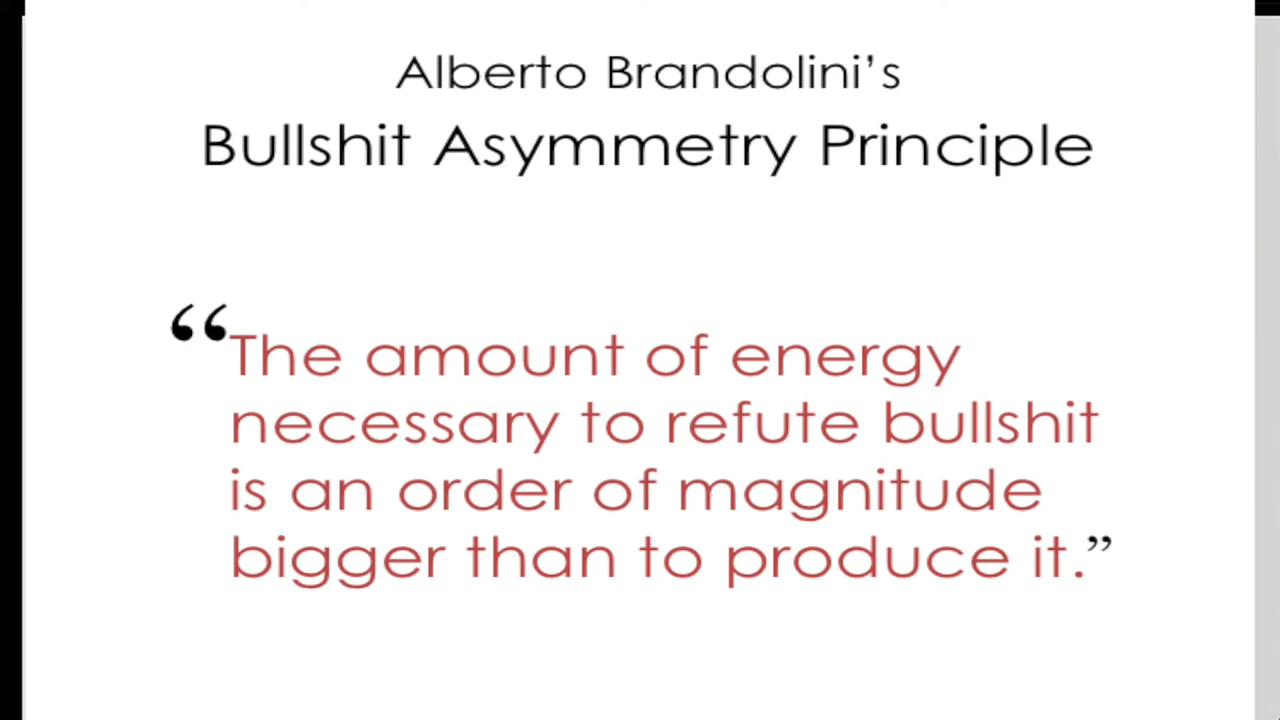 Alberto Brandolini’s
Bullshit Asymmetry Principle
“The amount of energy
necessary to refute bullshit
is an order of magnitude
bigger than to produce it.”